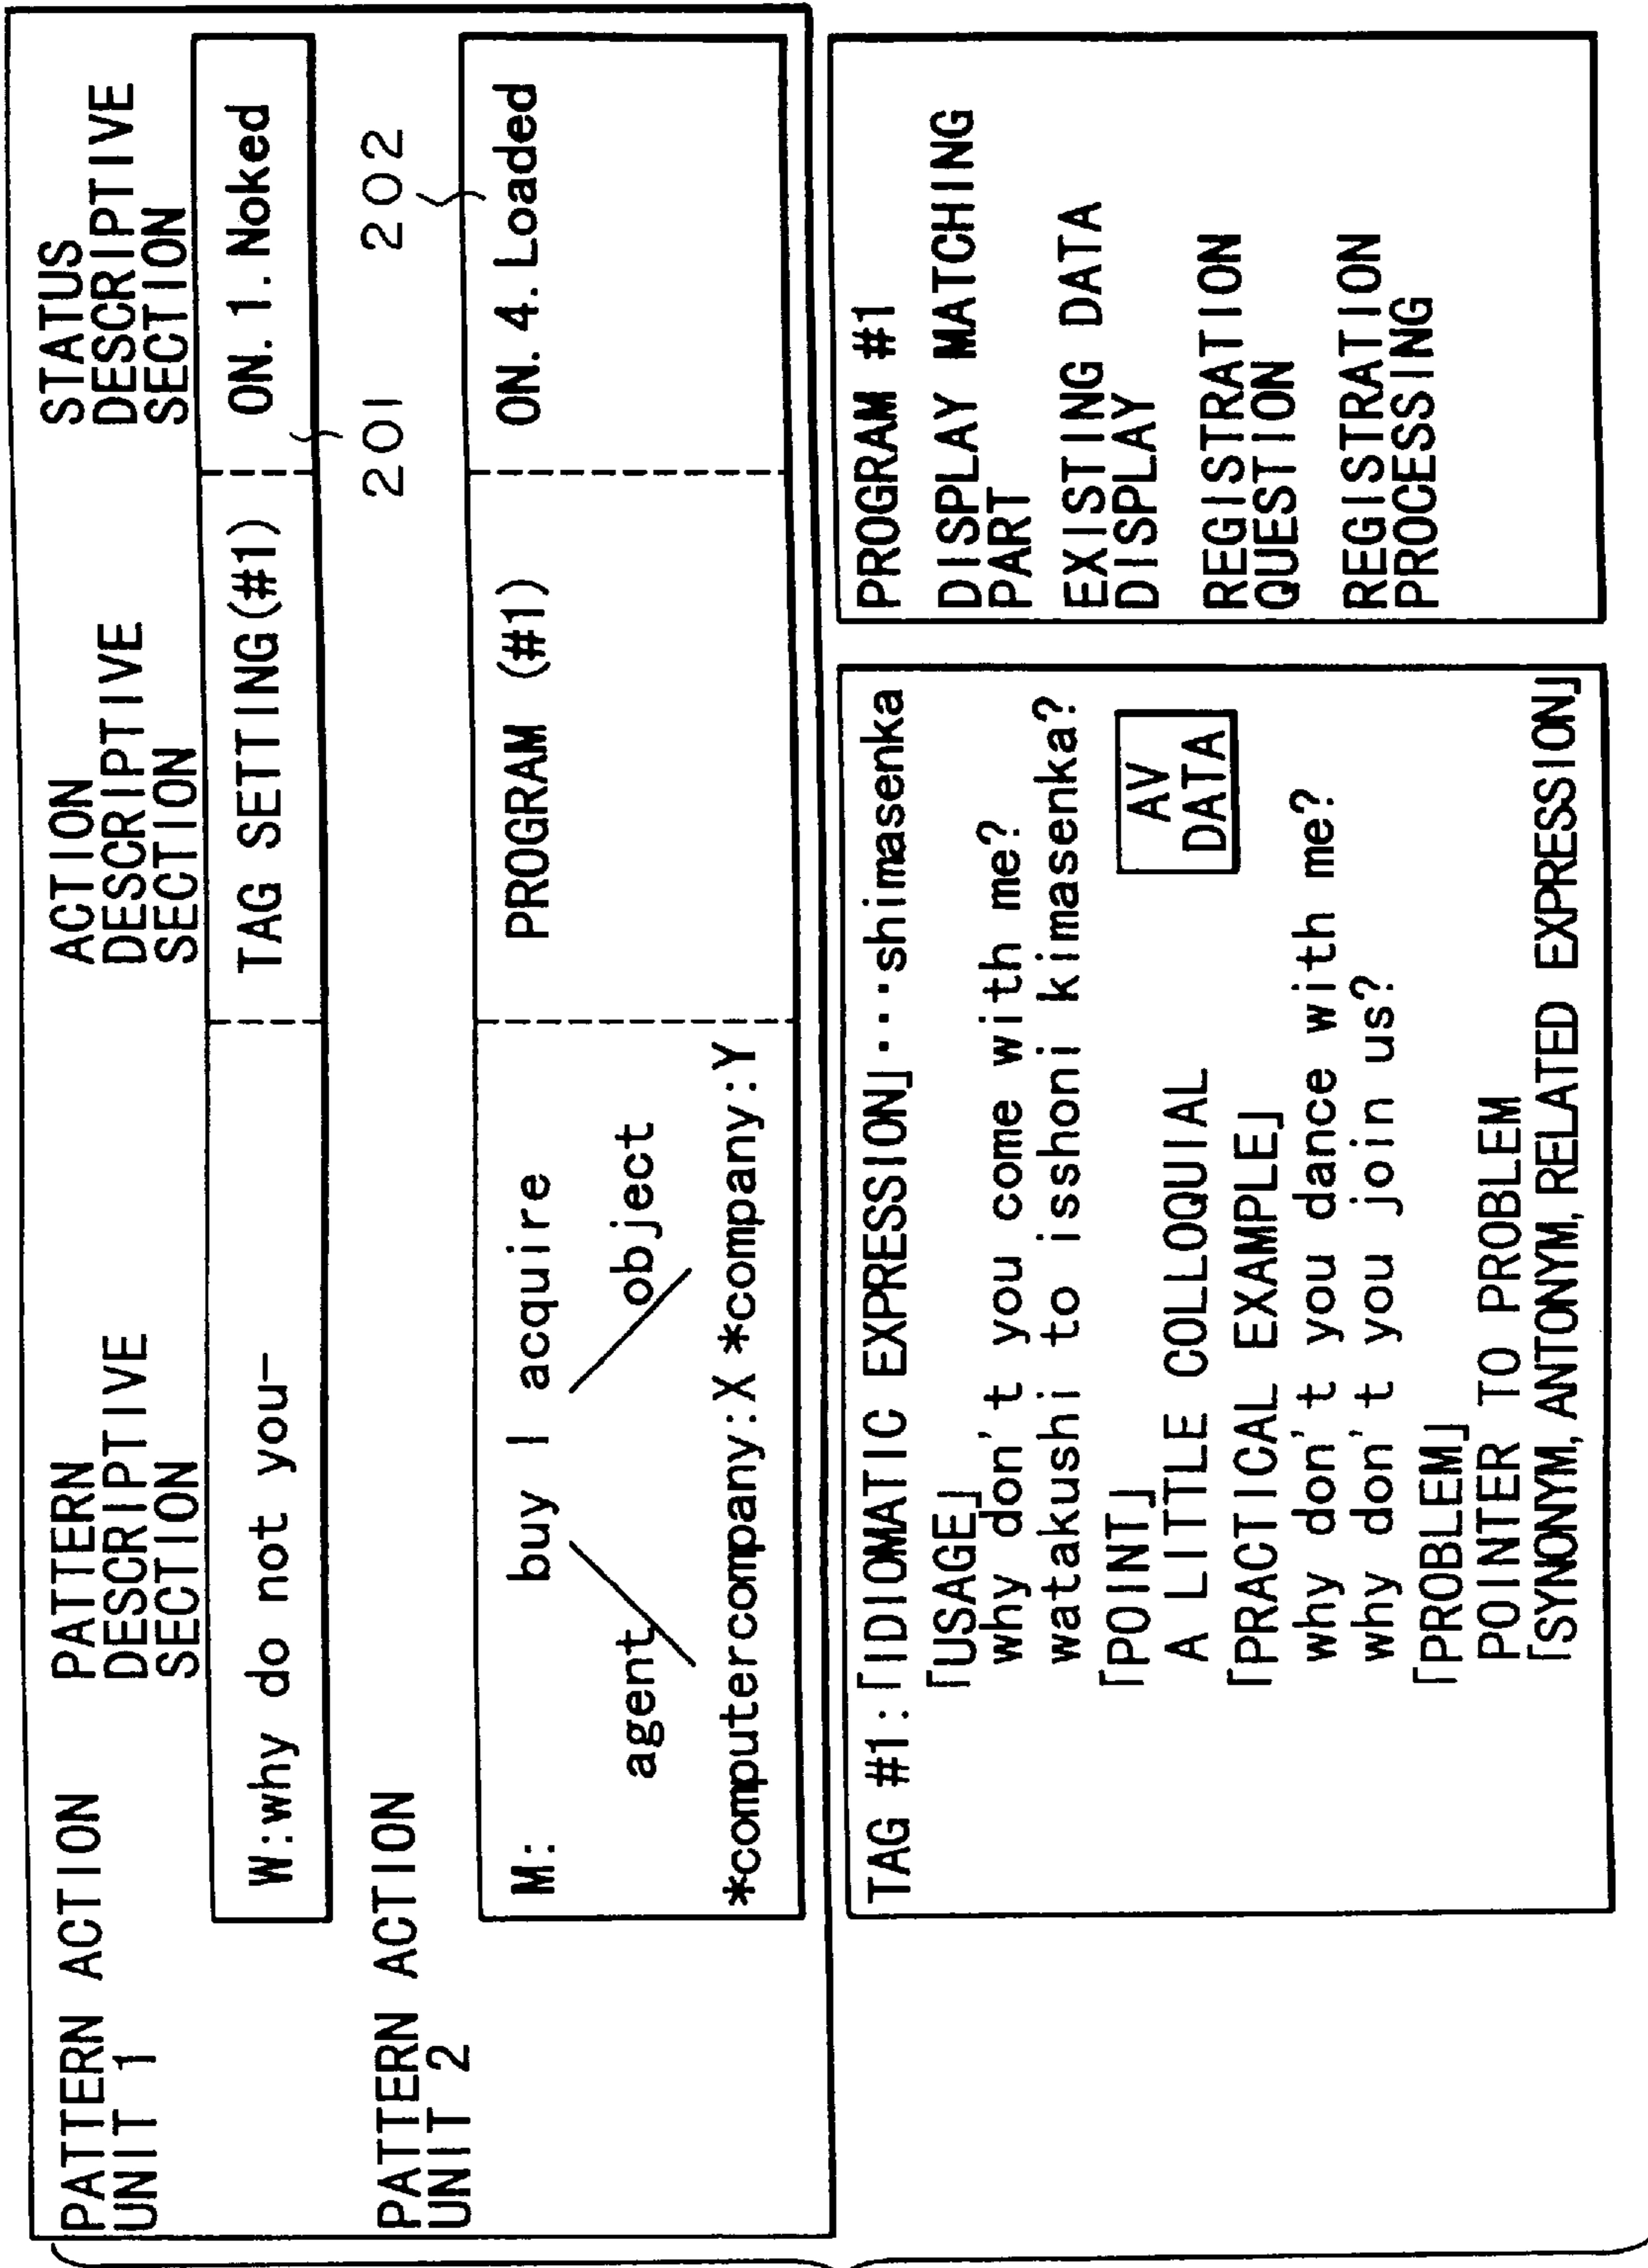 PATTERN ACTION
UNIT 1
PATTERN
DESCRIPTIVE
SECTION
ACTION
DESCRIPTIVE
SECTION
STATUS
DESCRIPTIVE
SECTION
W:why do not you-
TAG SETTING(#1)
ON. 1. Noked
201
202
PATTERN ACTION
UNIT 2
M:
buy | acquire
agent
object
*computercompany:X *company:Y
PROGRAM (#1)
ON. 4. Loaded
TAG #1:「IDIOMATIC EXPRESSION」···shimasenka
「USAGE」
why don't you come with me?
watakushi to isshoni kimasenka?
「POINT」
A LITTLE COLLOQUIAL
AV
DATA
「PRACTICAL EXAMPLE」
why don't you dance with me?
why don't you join us?
「PROBLEM」
POINTER TO PROBLEM
「SYNONYM, ANTONYM, RELATED EXPRESSION」
PROGRAM #1
DISPLAY MATCHING
PART
EXISTING DATA
DISPLAY
REGISTRATION
QUESTION
REGISTRATION
PROCESSING